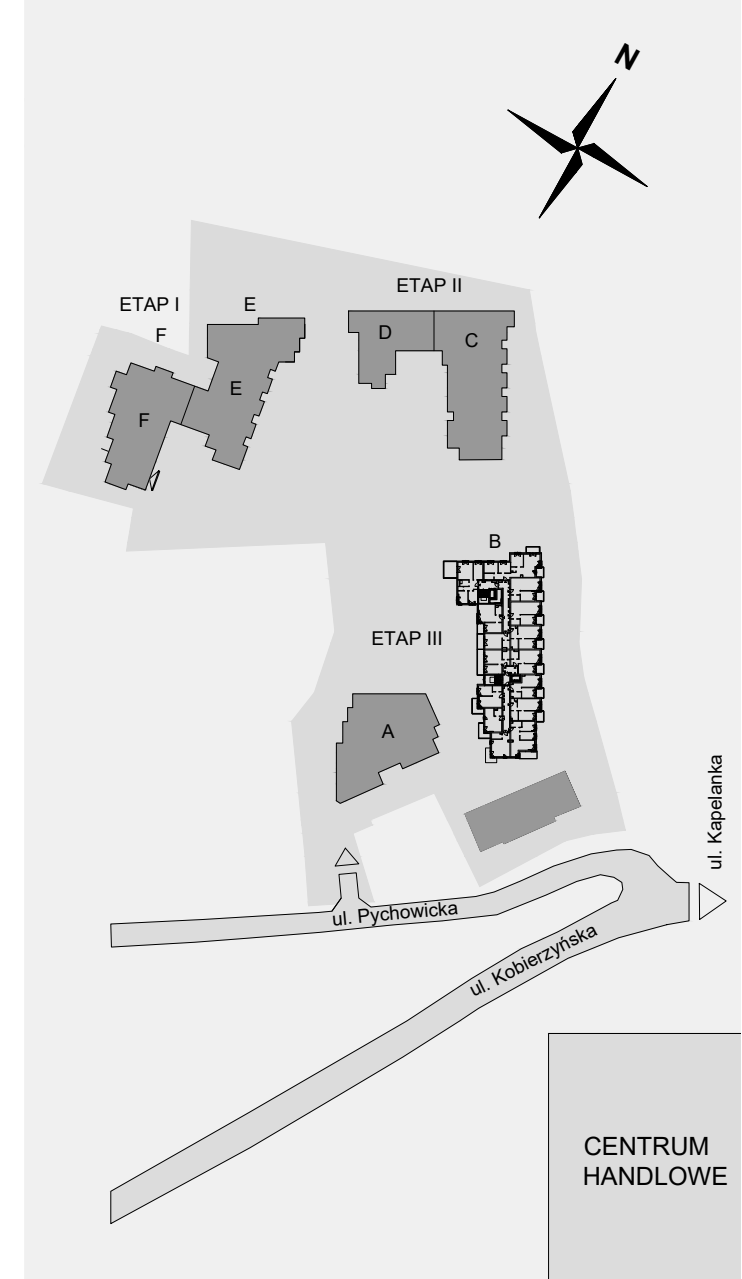 N
ETAP II
ETAP I
E
F
D
C
E
F
B
ETAP III
A
ul. Kapelanka
ul. Pychowicka
ul. Kobierzyńska
CENTRUM
HANDLOWE